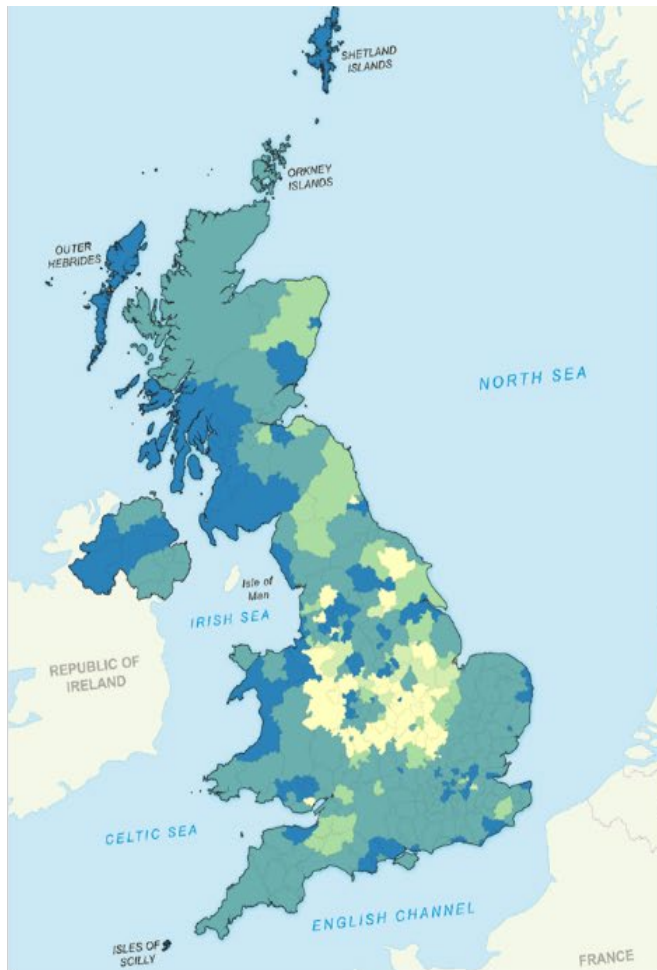 SHETLAND
ISLANDS
ORKNEY
ISLANDS
OUTER
HEBRIDES
NORTH SEA
Isle of
Man
IRISH SEA
REPUBLIC OF
IRELAND
CELTIC SEA
ENGLISH CHANNEL
ISLES OF
SCILLY
FRANCE